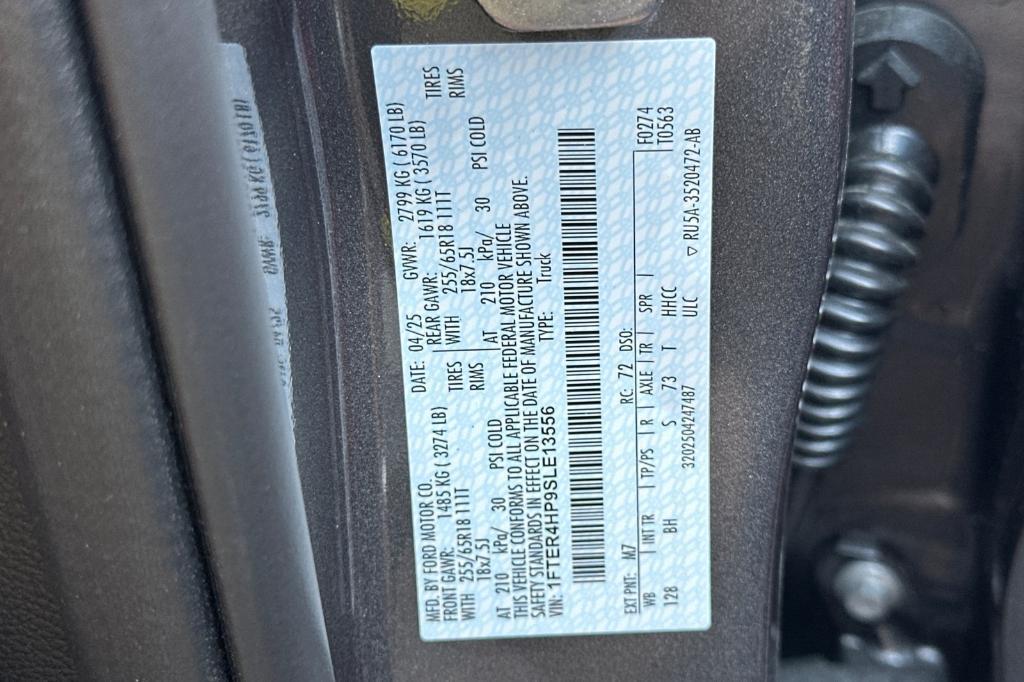 MFD. BY FORD MOTOR CO. DATE: 04/25 GVWR: 2799 KG ( 6170 LB)
FRONT GAWR: 1485 KG ( 3274 LB) REAR GAWR: 1619 KG ( 3570 LB)
WITH 255/65R18 111T TIRES WITH 255/65R18 111T TIRES
18x7.5J RIMS 18x7.5J RIMS
AT 210 kPa/ 30 PSI COLD AT 210 kPa/ 30 PSI COLD
THIS VEHICLE CONFORMS TO ALL APPLICABLE FEDERAL MOTOR VEHICLE
SAFETY STANDARDS IN EFFECT ON THE DATE OF MANUFACTURE SHOWN ABOVE.
VIN: 1FTER4HP9SLE13556 TYPE: Truck
EXT PNT: M7 RC: 72 DSO: F0274
WB INT TR TP/PS R AXLE TR SPR T0563
128 BH S 73 T HHCC
ULC
3202504247487 ▽ RU5A-3520472-AB